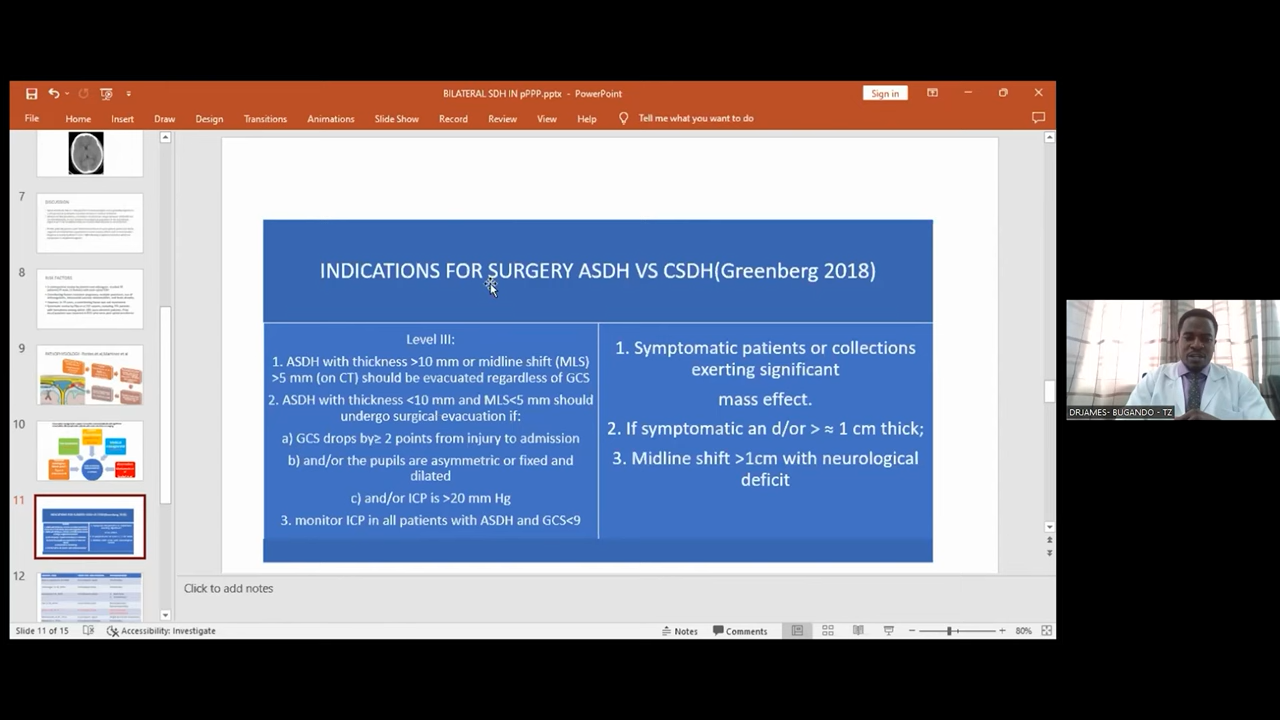 BILATERAL SDH IN pPPP.pptx - PowerPoint
Sign in
File Home Insert Draw Design Transitions Animations Slide Show Record Review View Help Tell me what you want to do
7
DISCUSSION
8
RISK FACTORS
9
10
11
12
INDICATIONS FOR SURGERY ASDH VS CSDH(Greenberg 2018)
Level III:
1. ASDH with thickness >10 mm or midline shift (MLS)
>5 mm (on CT) should be evacuated regardless of GCS
2. ASDH with thickness <10 mm and MLS<5 mm should
undergo surgical evacuation if:
a) GCS drops by≥ 2 points from injury to admission
b) and/or the pupils are asymmetric or fixed and
dilated
c) and/or ICP is >20 mm Hg
3. monitor ICP in all patients with ASDH and GCS<9
1. Symptomatic patients or collections
exerting significant
mass effect.
2. If symptomatic an d/or > ≈ 1 cm thick;
3. Midline shift >1cm with neurological
deficit
DRJAMES- BUGANDO - TZ
Click to add notes
Slide 11 of 15 Accessibility: Investigate Notes Comments 80%